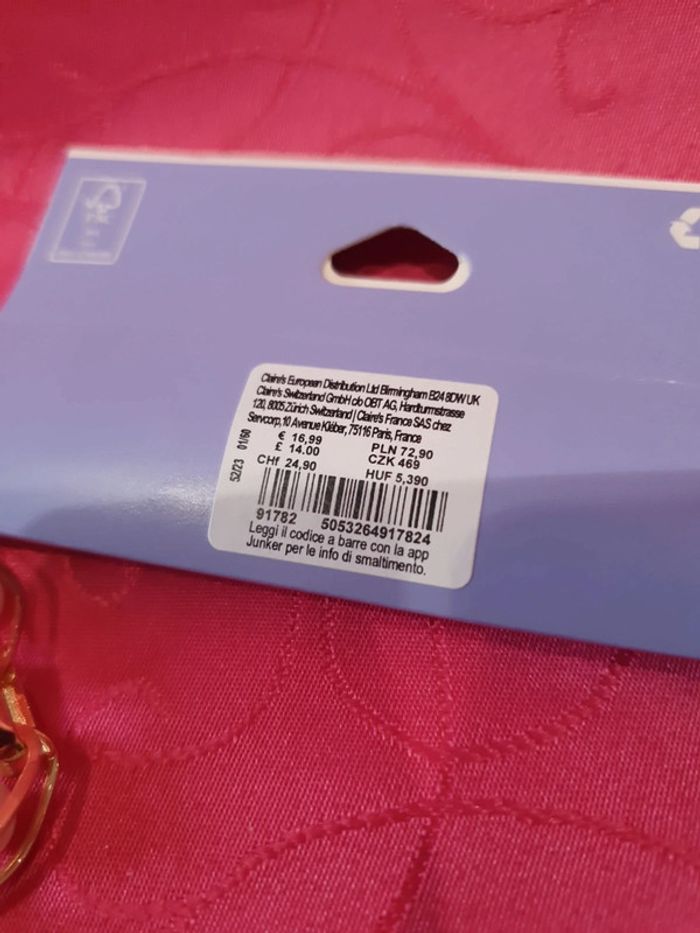 Claire's European Distribution Ltd Birmingham B24 8DW UK
Claire's Switzerland GmbH c/o OBT AG, Hardturmstrasse
120, 8005 Zürich Switzerland | Claire's France SAS chez
Servcorp, 10 Avenue Kléber, 75116 Paris, France
52/23 01/60
€ 16,99 PLN 72,90
£ 14.00 CZK 469
CHf 24,90 HUF 5,390
91782 5053264917824
Leggi il codice a barre con la app
Junker per le info di smaltimento.